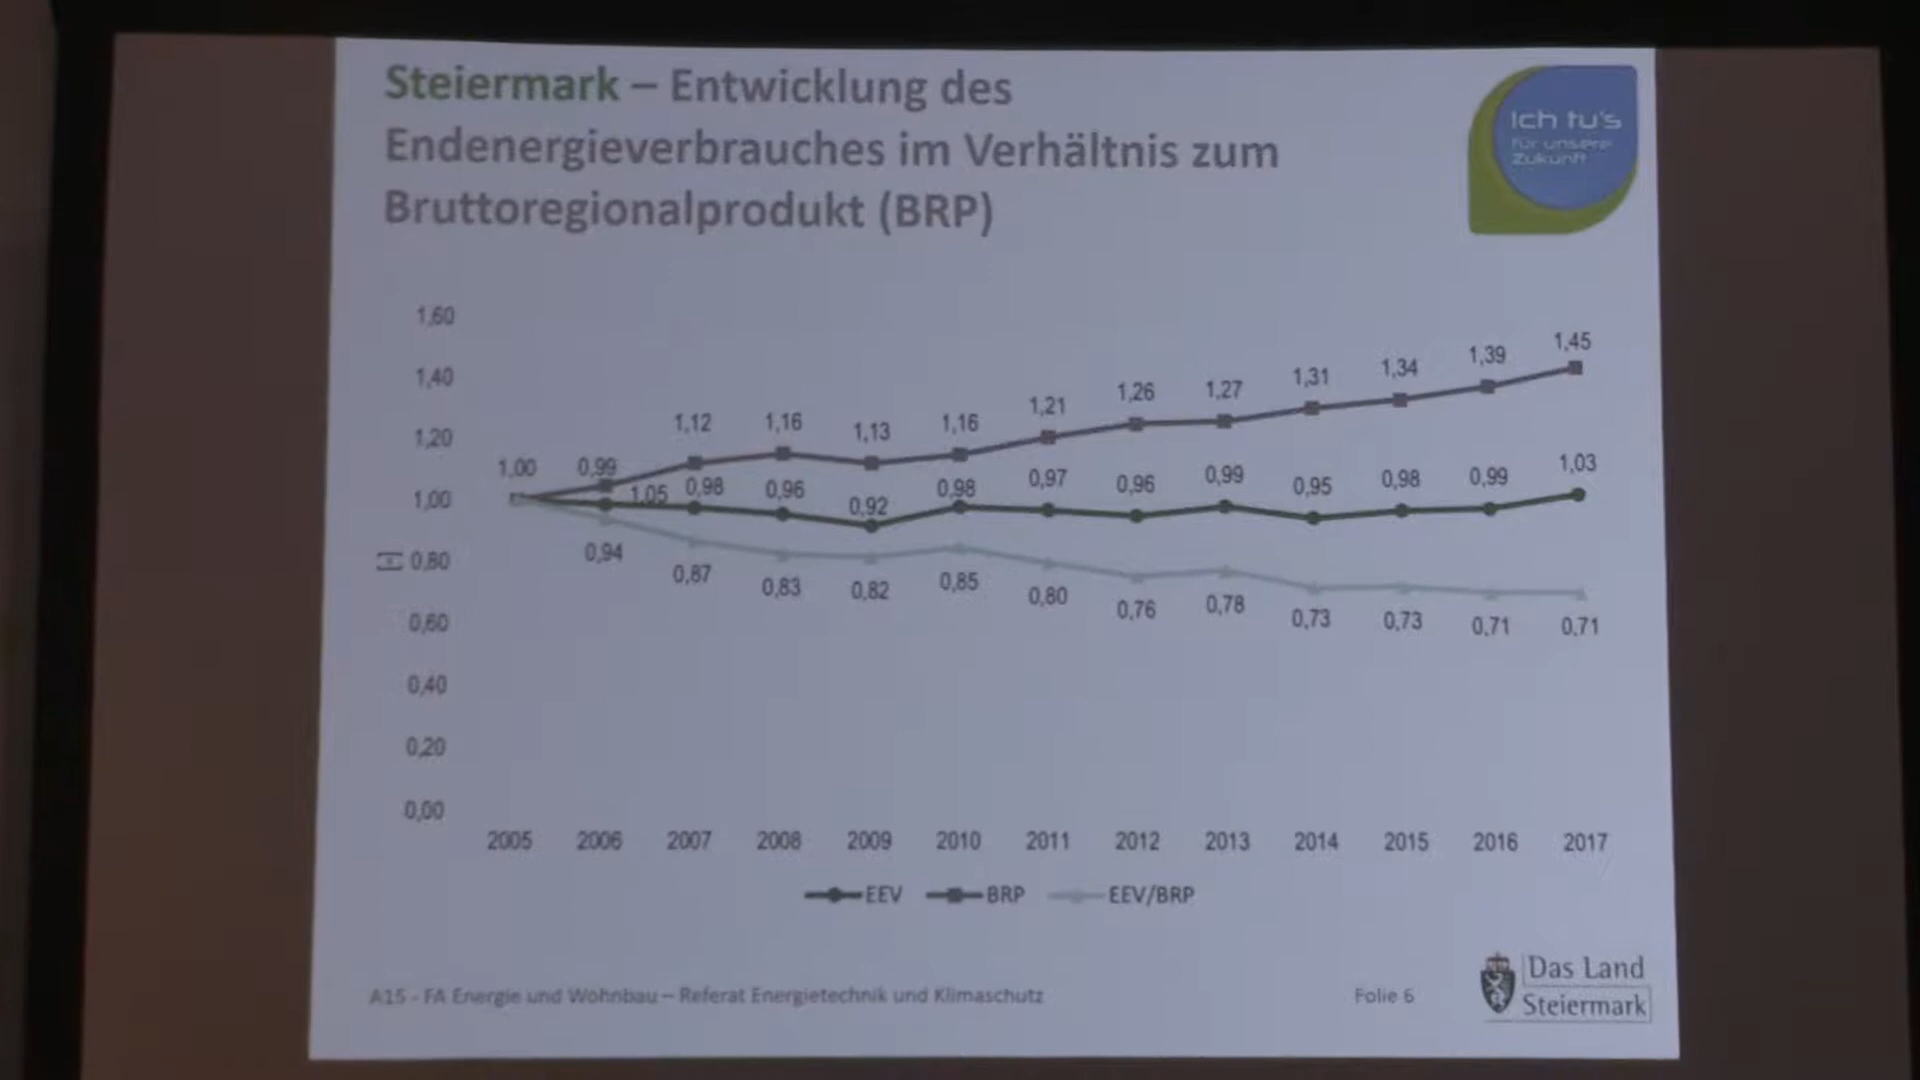 Steiermark – Entwicklung des
Endenergieverbrauches im Verhältnis zum
Bruttoregionalprodukt (BRP)
Ich tu's
für unsere
Zukunft
1,60
1,40
1,20
1,00
0,80
0,60
0,40
0,20
0,00
1,12 1,16 1,13 1,16 1,21 1,26 1,27 1,31 1,34 1,39 1,45
1,00 0,99 1,05 0,98 0,96 0,92 0,98 0,97 0,96 0,99 0,95 0,98 0,99 1,03
0,94 0,87 0,83 0,82 0,85 0,80 0,76 0,78 0,73 0,73 0,71 0,71
2005 2006 2007 2008 2009 2010 2011 2012 2013 2014 2015 2016 2017
EEV BRP EEV/BRP
A15 - FA Energie und Wohnbau – Referat Energietechnik und Klimaschutz
Folie 6
Das Land
Steiermark